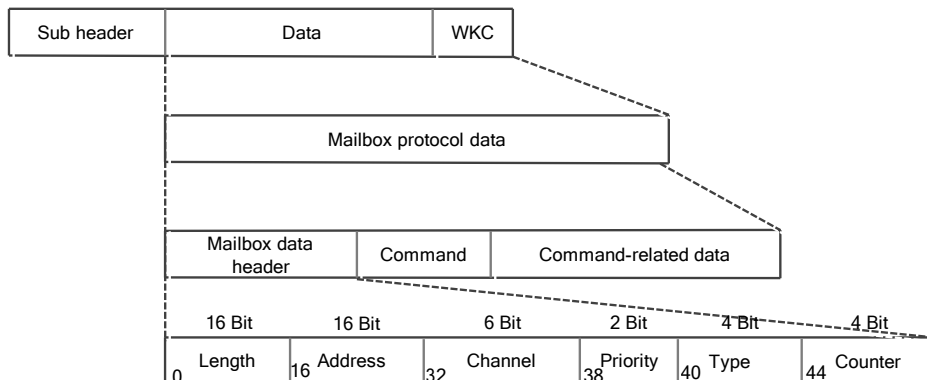 Sub header Data WKC
Mailbox protocol data
Mailbox data
header Command Command-related data
16 Bit 16 Bit 6 Bit 2 Bit 4 Bit 4 Bit
Length Address Channel Priority Type Counter
0 16 32 38 40 44